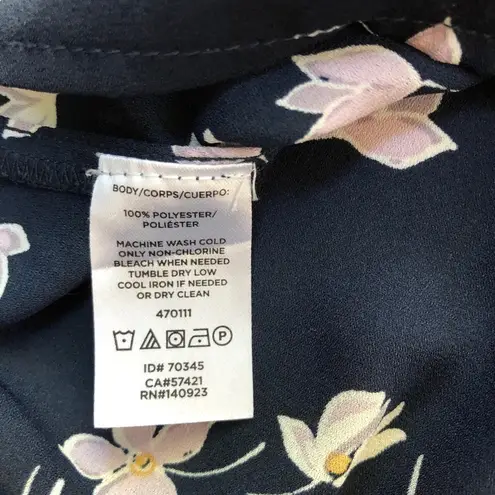 BODY/CORPS/CUERPO:
100% POLYESTER/
POLIÉSTER
MACHINE WASH COLD
ONLY NON-CHLORINE
BLEACH WHEN NEEDED
TUMBLE DRY LOW
COOL IRON IF NEEDED
OR DRY CLEAN
470111
P
ID# 70345
CA#57421
RN#140923